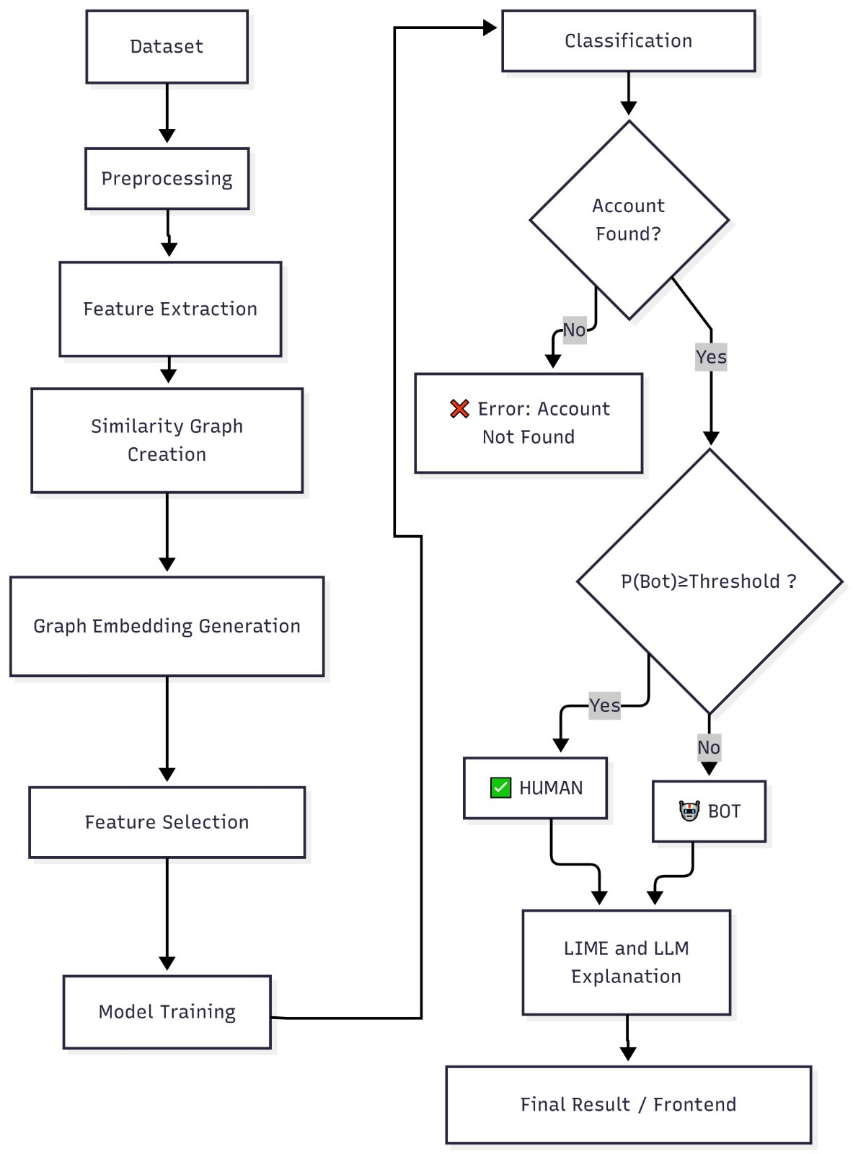 Dataset
Preprocessing
Feature Extraction
Similarity Graph
Creation
Graph Embedding Generation
Feature Selection
Model Training
Classification
Account
Found?
No
Yes
❌ Error: Account
Not Found
P(Bot)≥Threshold ?
Yes
No
✅ HUMAN
🤖 BOT
LIME and LLM
Explanation
Final Result / Frontend